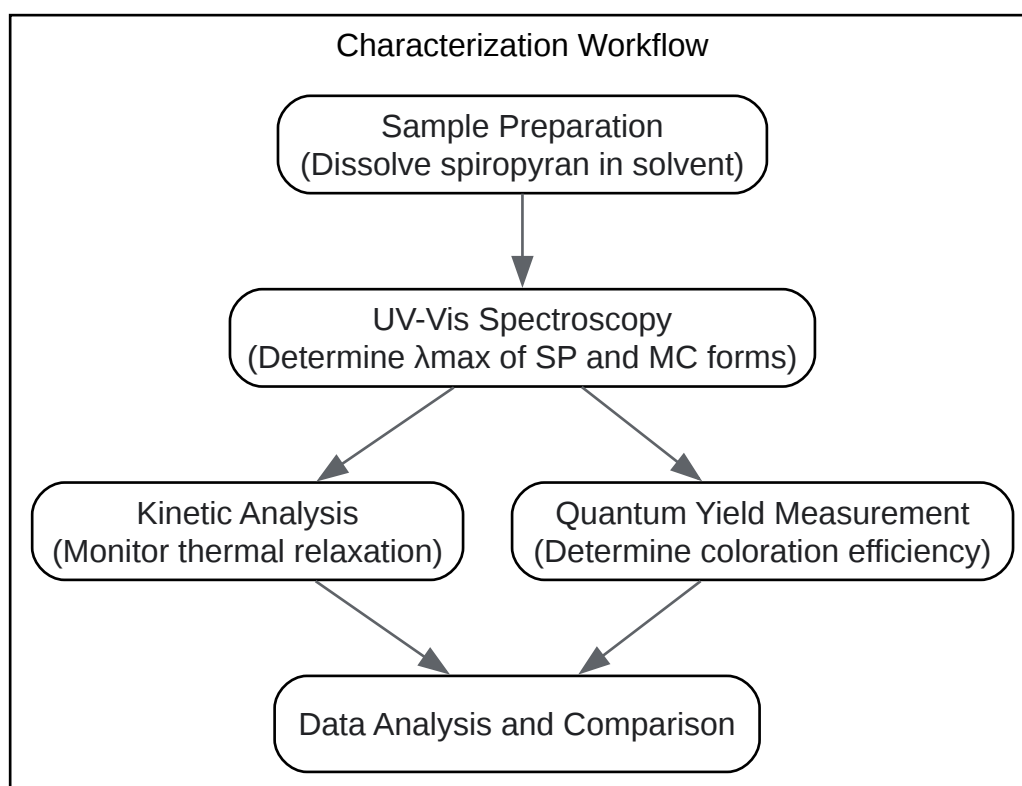 Characterization Workflow
Sample Preparation
(Dissolve spiropyran in solvent)
UV-Vis Spectroscopy
(Determine λmax of SP and MC forms)
Kinetic Analysis
(Monitor thermal relaxation)
Quantum Yield Measurement
(Determine coloration efficiency)
Data Analysis and Comparison